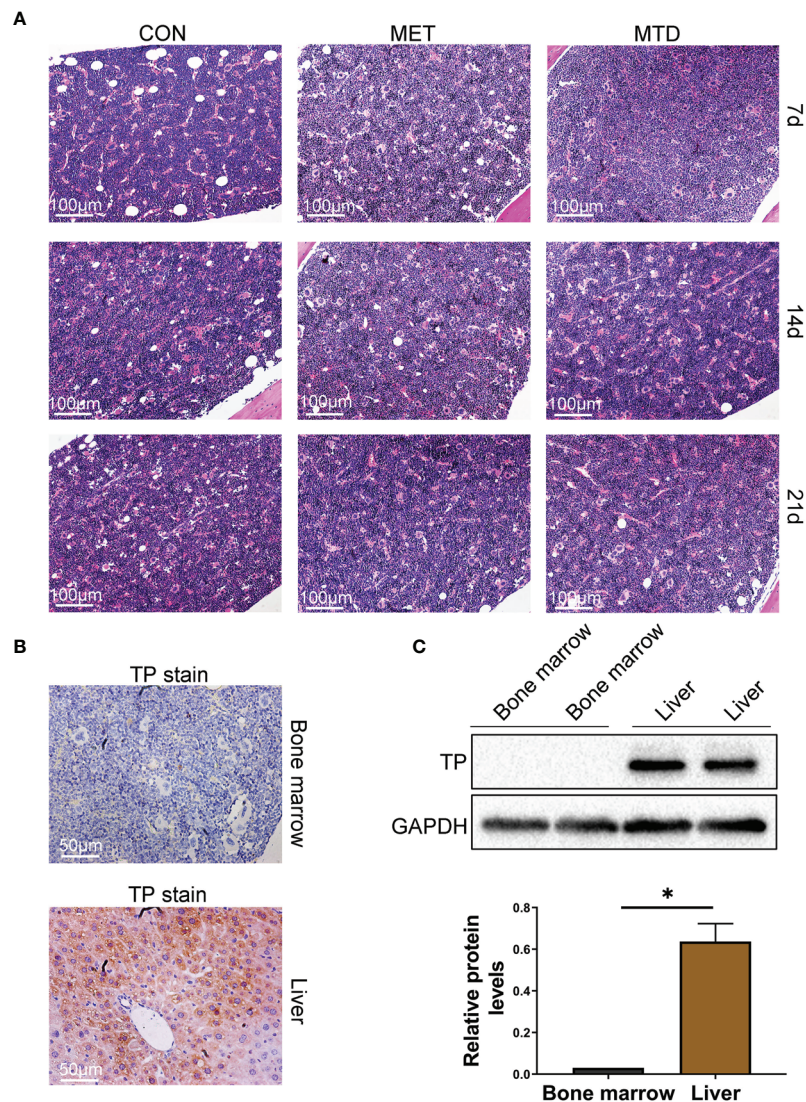 A
CON MET MTD
100μm 100μm 100μm 7d
100μm 100μm 100μm 14d
100μm 100μm 100μm 21d
B
TP stain
Bone marrow
50μm
TP stain
Liver
50μm
C
Bone marrow Bone marrow Liver Liver
TP
GAPDH
*
Relative protein
levels
0.8
0.6
0.4
0.2
0.0
Bone marrow Liver